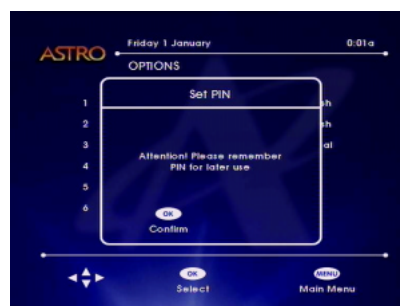 ASTRO
Friday 1 January
0:01a
OPTIONS
Set PIN
1
2
3
4
5
6
sh
sh
al
Attention! Please remember
PIN for later use
OK
Confirm
OK
Select
MENU
Main Menu